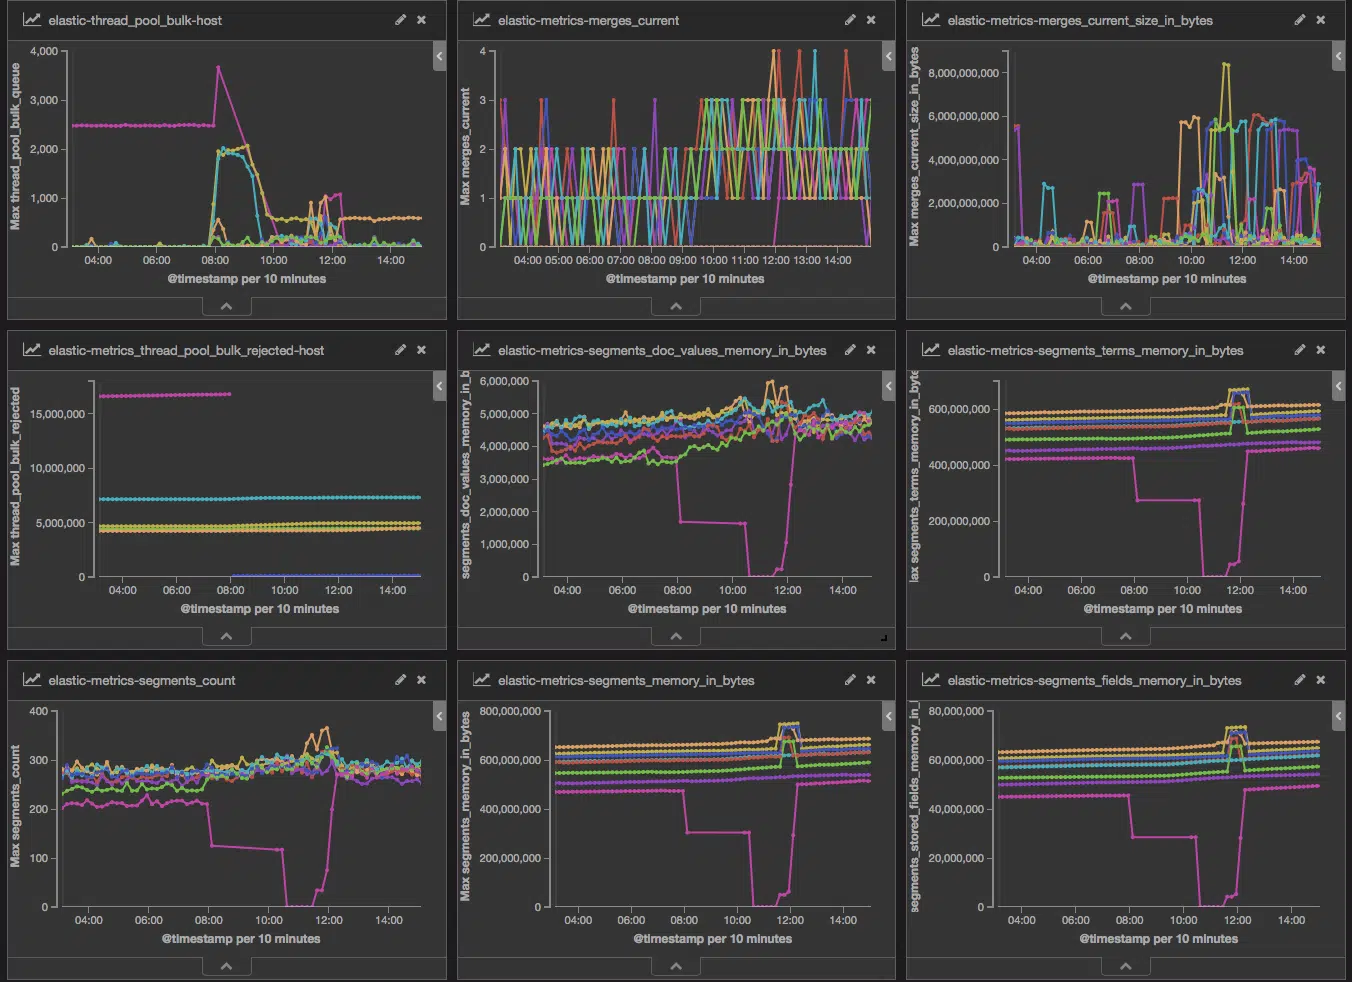 elastic-thread_pool_bulk-host
Max thread_pool_bulk_queue
4,000
3,000
2,000
1,000
0
04:00 06:00 08:00 10:00 12:00 14:00
@timestamp per 10 minutes
elastic-metrics-merges_current
Max merges_current
4
3
2
1
0
04:00 05:00 06:00 07:00 08:00 09:00 10:00 11:00 12:00 13:00 14:00
@timestamp per 10 minutes
elastic-metrics-merges_current_size_in_bytes
Max merges_current_size_in_bytes
8,000,000,000
6,000,000,000
4,000,000,000
2,000,000,000
0
04:00 06:00 08:00 10:00 12:00 14:00
@timestamp per 10 minutes
elastic-metrics_thread_pool_bulk_rejected-host
Max thread_pool_bulk_rejected
15,000,000
10,000,000
5,000,000
0
04:00 06:00 08:00 10:00 12:00 14:00
@timestamp per 10 minutes
elastic-metrics-segments_doc_values_memory_in_bytes
segments_doc_values_memory_in_b
6,000,000
5,000,000
4,000,000
3,000,000
2,000,000
1,000,000
0
04:00 06:00 08:00 10:00 12:00 14:00
@timestamp per 10 minutes
elastic-metrics-segments_terms_memory_in_bytes
lax segments_terms_memory_in_byte
600,000,000
400,000,000
200,000,000
0
04:00 06:00 08:00 10:00 12:00 14:00
@timestamp per 10 minutes
elastic-metrics-segments_count
Max segments_count
400
300
200
100
0
04:00 06:00 08:00 10:00 12:00 14:00
@timestamp per 10 minutes
elastic-metrics-segments_memory_in_bytes
Max segments_memory_in_bytes
800,000,000
600,000,000
400,000,000
200,000,000
0
04:00 06:00 08:00 10:00 12:00 14:00
@timestamp per 10 minutes
elastic-metrics-segments_fields_memory_in_bytes
segments_stored_fields_memory_in_
80,000,000
60,000,000
40,000,000
20,000,000
0
04:00 06:00 08:00 10:00 12:00 14:00
@timestamp per 10 minutes